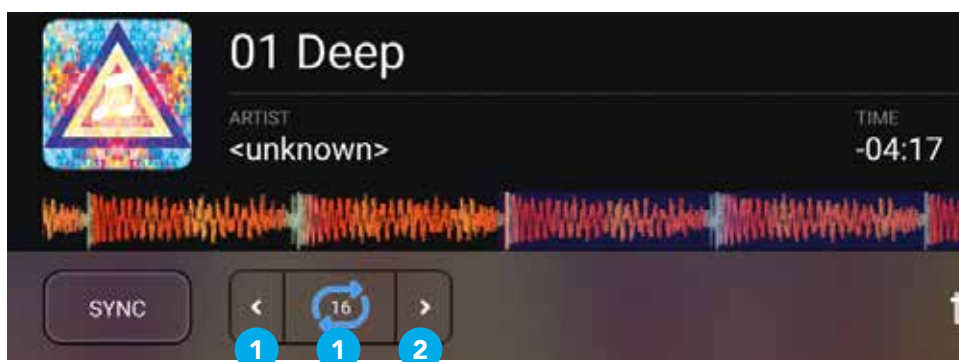 01 Deep
ARTIST
<unknown>
TIME
-04:17
SYNC
16
1
1
2